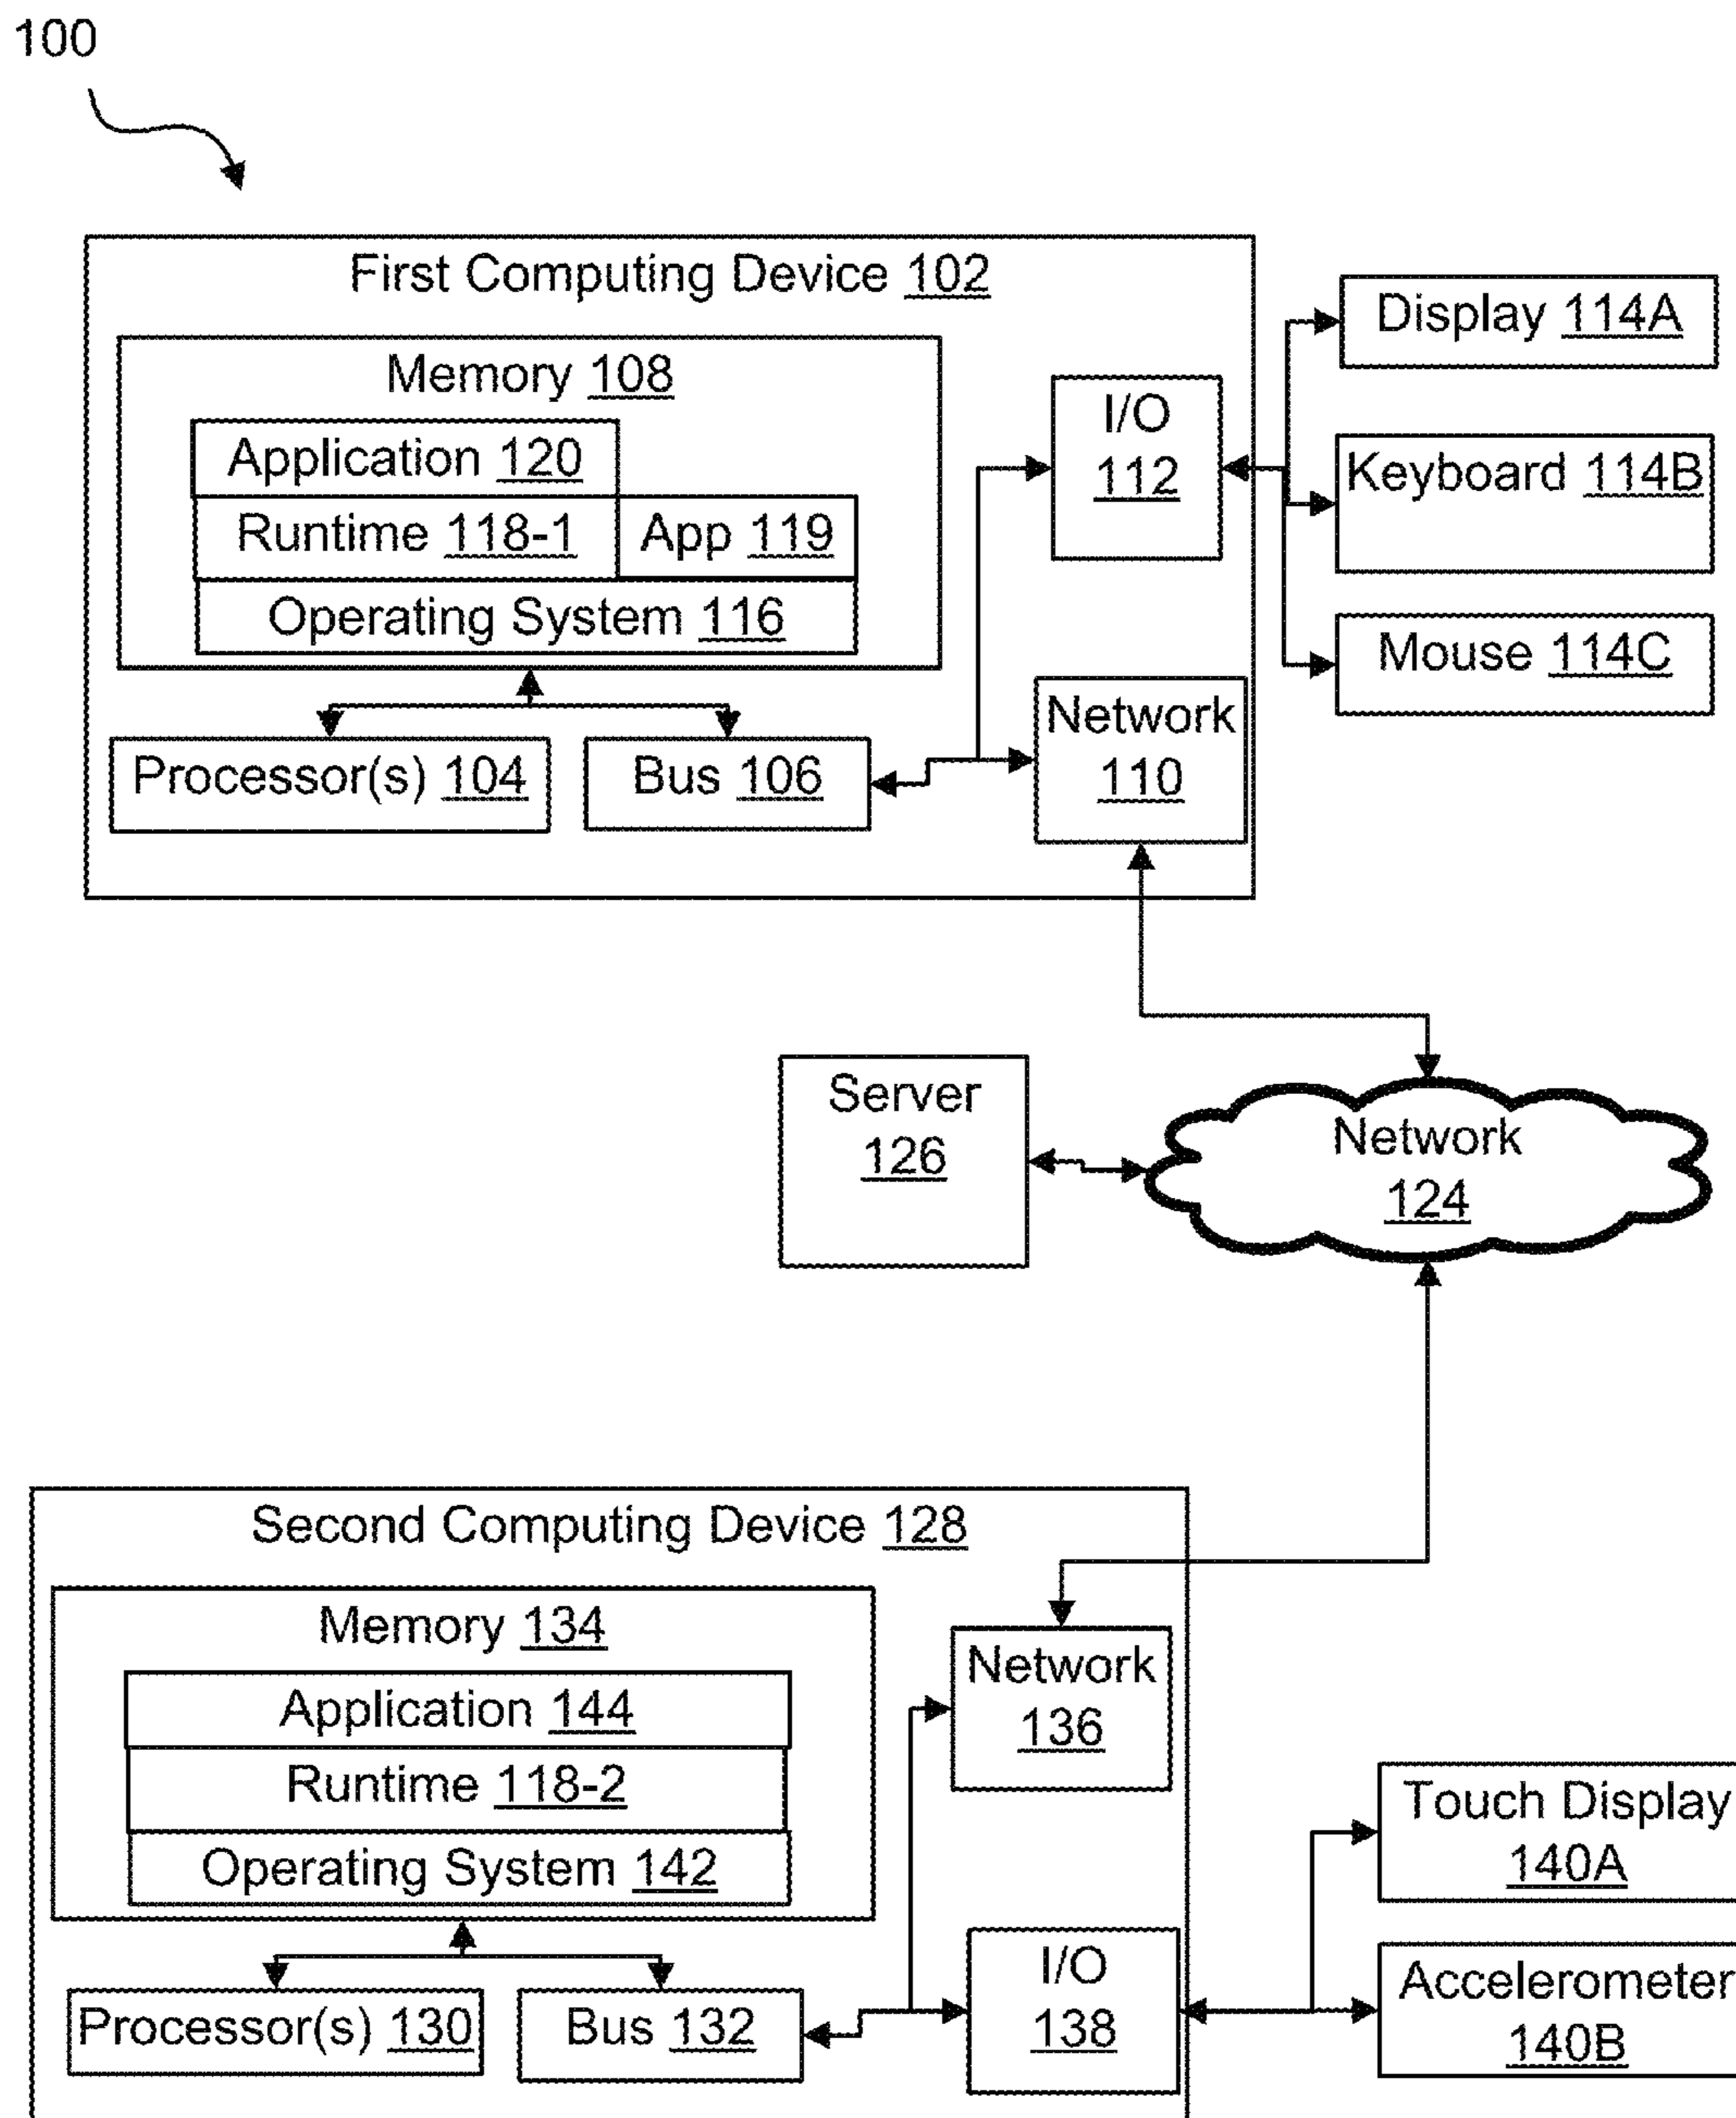 100
First Computing Device 102
Memory 108
Application 120
Runtime 118-1
App 119
Operating System 116
Processor(s) 104
Bus 106
I/O
112
Network
110
Display 114A
Keyboard 114B
Mouse 114C
Server
126
Network
124
Second Computing Device 128
Memory 134
Application 144
Runtime 118-2
Operating System 142
Processor(s) 130
Bus 132
Network
136
I/O
138
Touch Display
140A
Accelerometer
140B